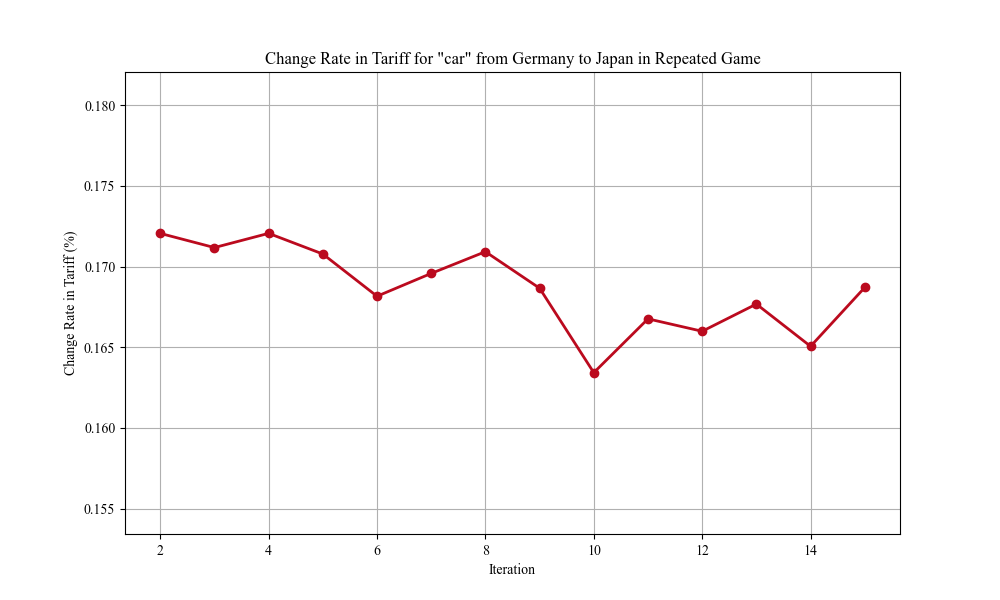 Change Rate in Tariff for "car" from Germany to Japan in Repeated Game
Change Rate in Tariff (%)
0.180
0.175
0.170
0.165
0.160
0.155
2 4 6 8 10 12 14
Iteration